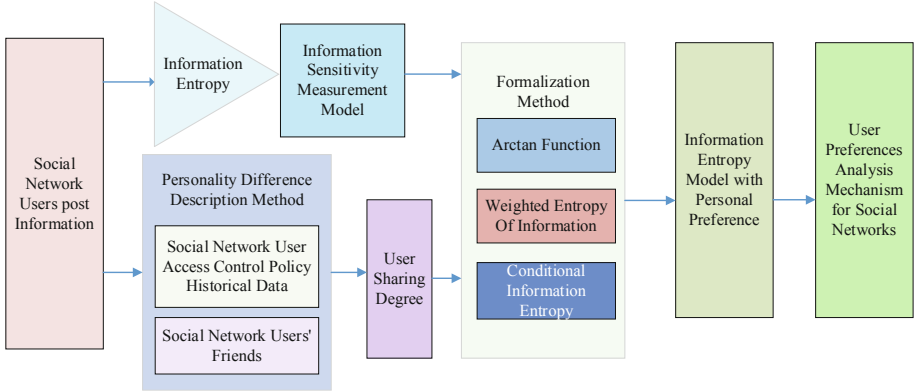 Social
Network
Users post
Information
Information
Entropy
Information
Sensitivity
Measurement
Model
Personality Difference
Description Method
Social Network User
Access Control Policy
Historical Data
Social Network Users'
Friends
User
Sharing
Degree
Formalization
Method
Arctan Function
Weighted Entropy
Of Information
Conditional
Information
Entropy
Information
Entropy
Model with
Personal
Preference
User
Preferences
Analysis
Mechanism
for Social
Networks